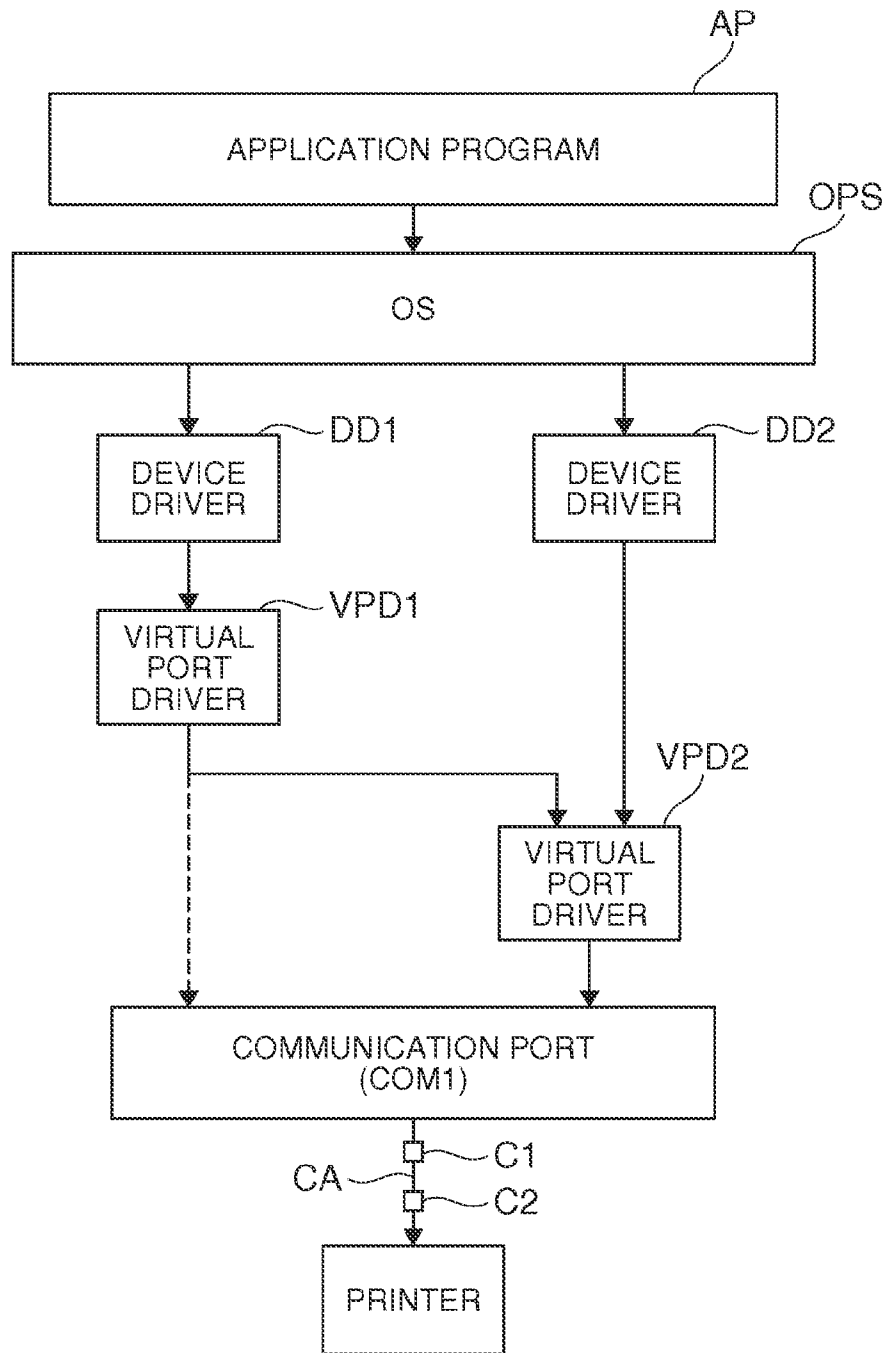 AP
APPLICATION PROGRAM
OPS
OS
DD1
DD2
DEVICE
DRIVER
DEVICE
DRIVER
VPD1
VIRTUAL
PORT
DRIVER
VPD2
VIRTUAL
PORT
DRIVER
COMMUNICATION PORT
(COM1)
C1
CA
C2
PRINTER